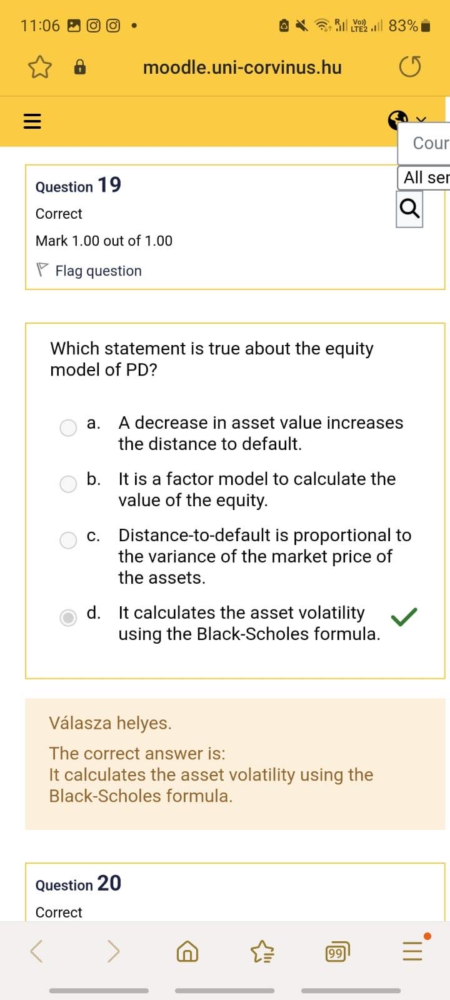 11:06 Vo)) R LTE2 83%
moodle.uni-corvinus.hu
Cour
All ser
Question 19
Correct
Mark 1.00 out of 1.00
Flag question
Which statement is true about the equity
model of PD?
a. A decrease in asset value increases
the distance to default.
b. It is a factor model to calculate the
value of the equity.
c. Distance-to-default is proportional to
the variance of the market price of
the assets.
d. It calculates the asset volatility
using the Black-Scholes formula.
Válasza helyes.
The correct answer is:
It calculates the asset volatility using the
Black-Scholes formula.
Question 20
Correct
99